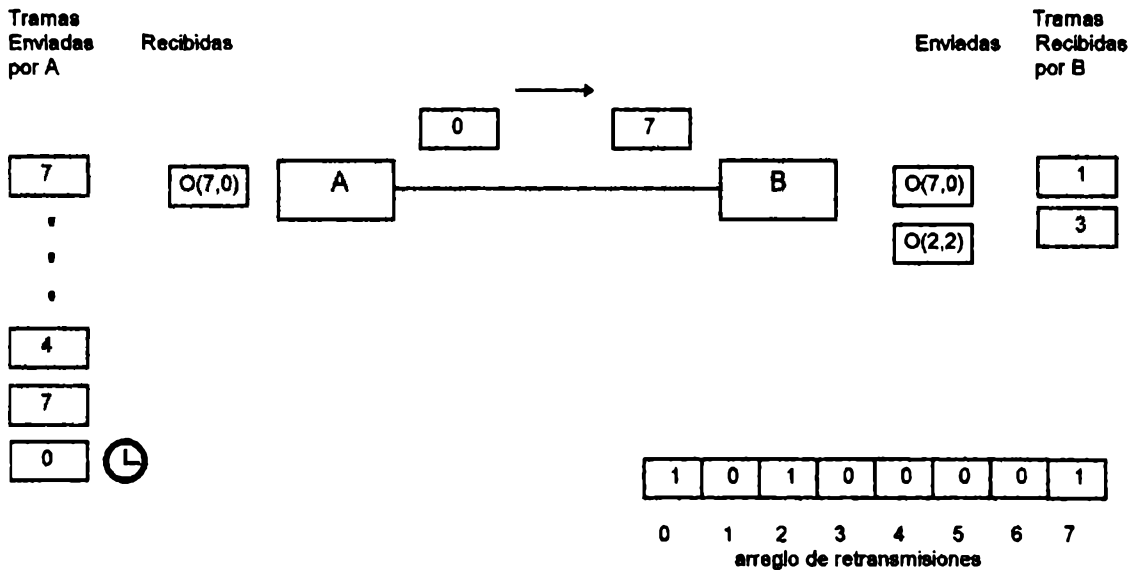 Tramas
Enviadas
por A
Recibidas
Enviadas
Tramas
Recibidas
por B
0
7
7
O(7,0)
A
B
O(7,0)
1
O(2,2)
3
4
7
0
1 0 1 0 0 0 0 1
0 1 2 3 4 5 6 7
arreglo de retransmisiones